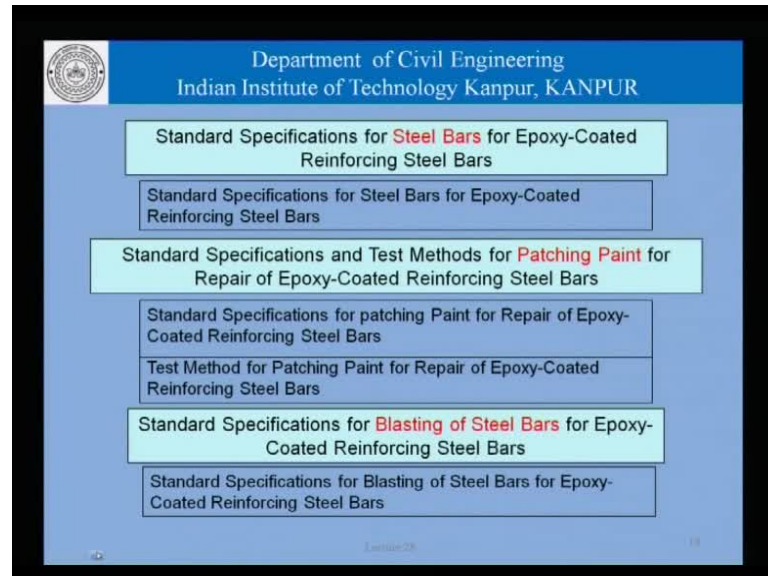 Department of Civil Engineering
Indian Institute of Technology Kanpur, KANPUR
Standard Specifications for Steel Bars for Epoxy-Coated
Reinforcing Steel Bars
Standard Specifications for Steel Bars for Epoxy-Coated
Reinforcing Steel Bars
Standard Specifications and Test Methods for Patching Paint for
Repair of Epoxy-Coated Reinforcing Steel Bars
Standard Specifications for patching Paint for Repair of Epoxy-
Coated Reinforcing Steel Bars
Test Method for Patching Paint for Repair of Epoxy-Coated
Reinforcing Steel Bars
Standard Specifications for Blasting of Steel Bars for Epoxy-
Coated Reinforcing Steel Bars
Standard Specifications for Blasting of Steel Bars for Epoxy-
Coated Reinforcing Steel Bars